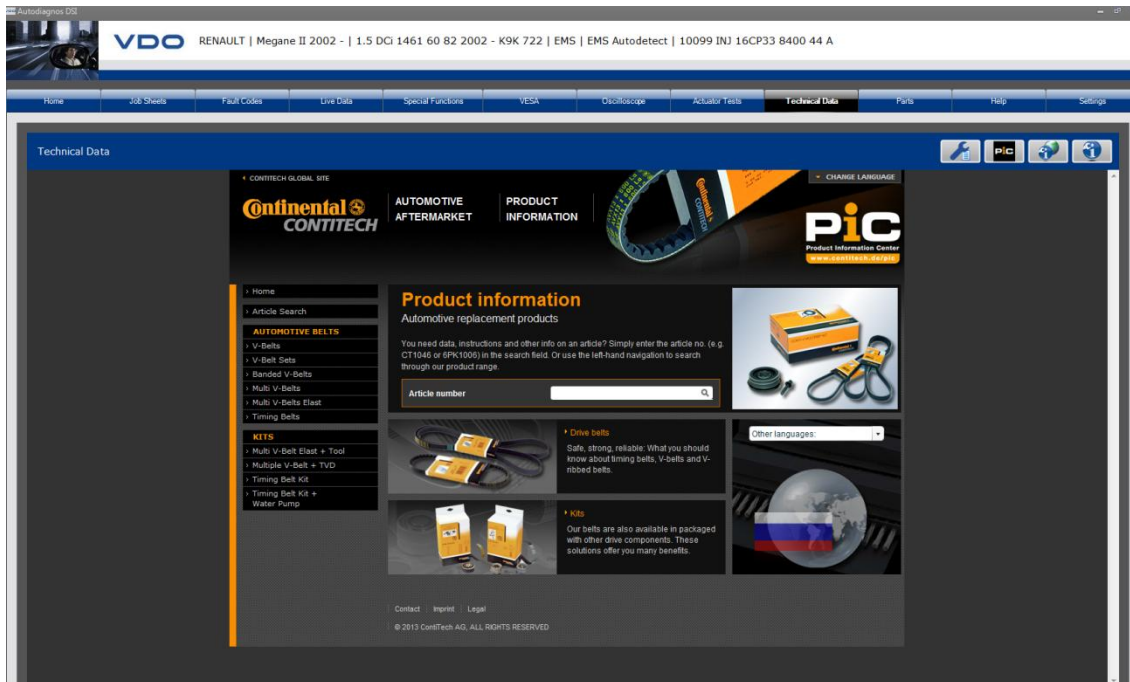 Autodiagnos DSI
VDO
RENAULT | Megane II 2002 - | 1.5 DCi 1461 60 82 2002 - K9K 722 | EMS | EMS Autodetect | 10099 INJ 16CP33 8400 44 A
Home Job Sheets Fault Codes Live Data Special Functions VESA Oscilloscope Actuator Tests Technical Data Parts Help Settings
Technical Data
PiC
CONTITECH GLOBAL SITE
CHANGE LANGUAGE
Continental
CONTITECH
AUTOMOTIVE
AFTERMARKET
PRODUCT
INFORMATION
PiC
Product Information Center
www.contitech.de/pic
Home
Article Search
AUTOMOTIVE BELTS
V-Belts
V-Belt Sets
Banded V-Belts
Multi V-Belts
Multi V-Belts Elast
Timing Belts
KITS
Multi V-Belt Elast + Tool
Multiple V-Belt + TVD
Timing Belt Kit
Timing Belt Kit +
Water Pump
Product information
Automotive replacement products
You need data, instructions and other info on an article? Simply enter the article no. (e.g.
CT1046 or 6PK1006) in the search field. Or use the left-hand navigation to search
through our product range.
Article number
Drive belts
Safe, strong, reliable: What you should
know about timing belts, V-belts and V-
ribbed belts.
Other languages:
Kits
Our belts are also available in packaged
with other drive components. These
solutions offer you many benefits.
Contact Imprint Legal
© 2013 ContiTech AG, ALL RIGHTS RESERVED